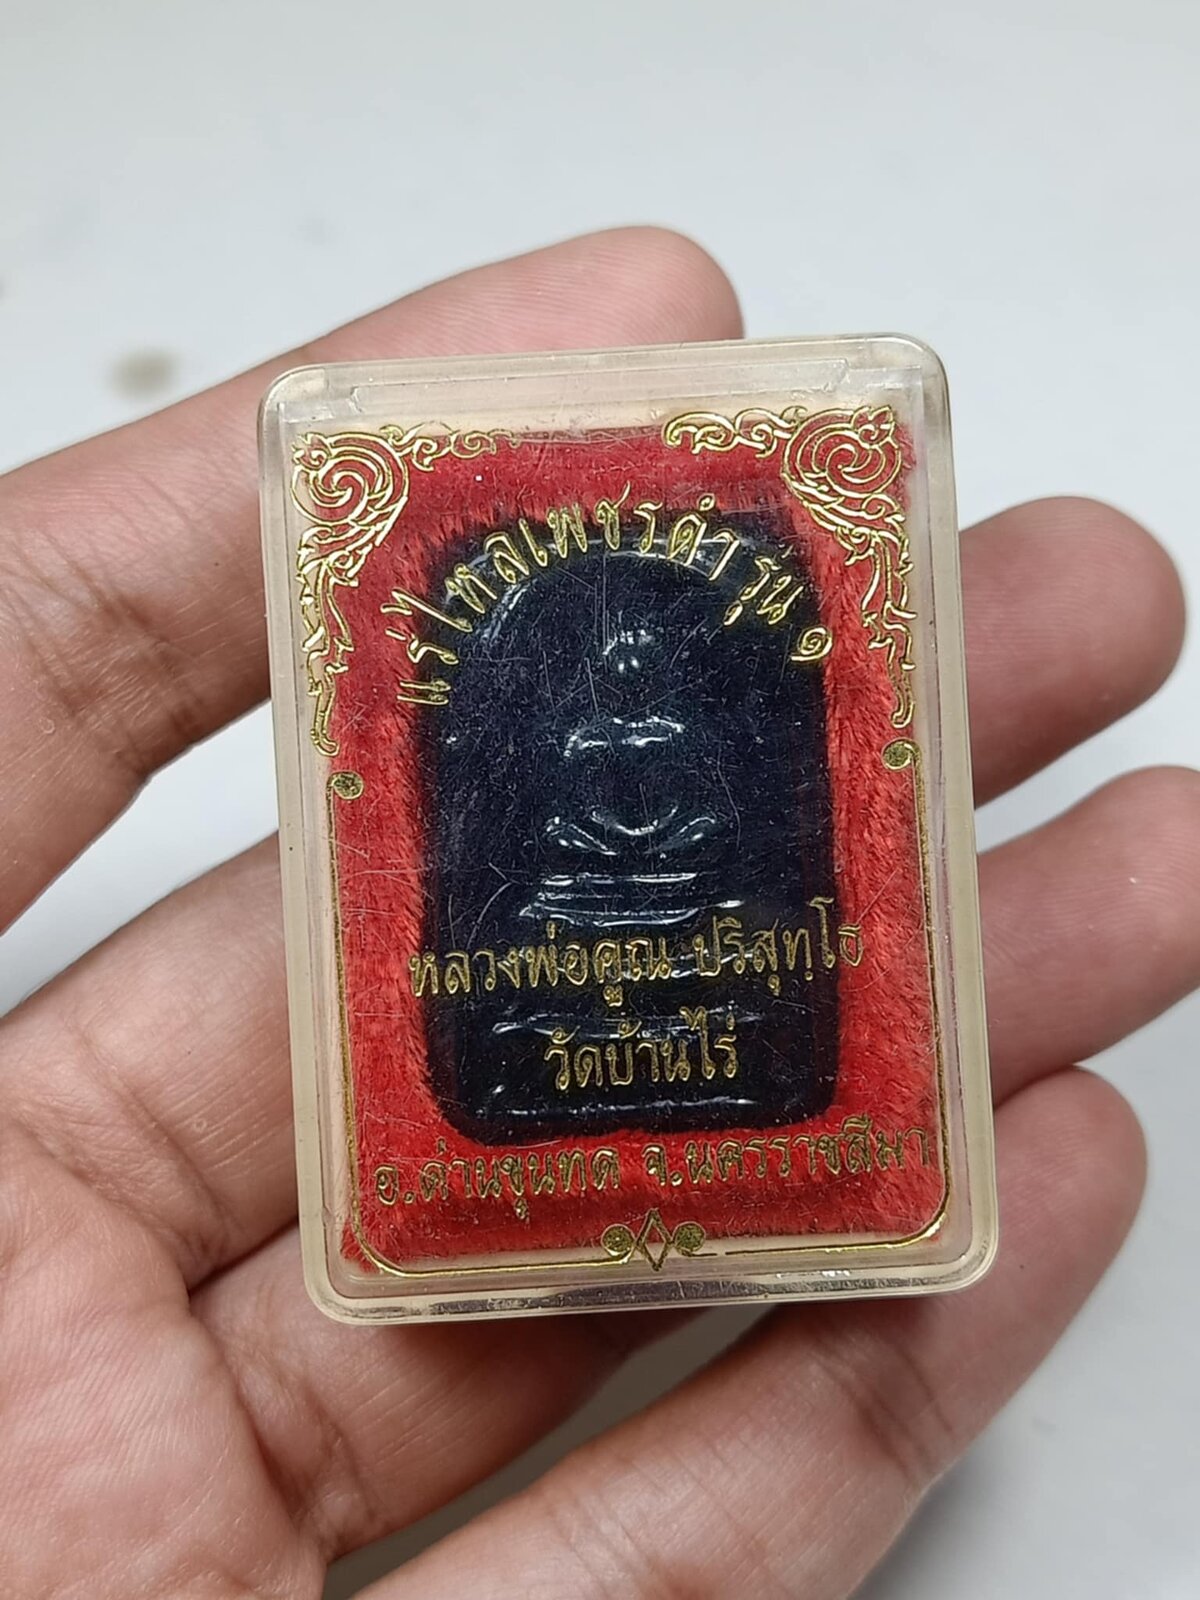 แร่ไหลเพชรดำ รุ่น ๑
หลวงพ่อคูณ ปริสุทฺโธ
วัดบ้านไร่
อ.ด่านขุนทด จ.นครราชสีมา